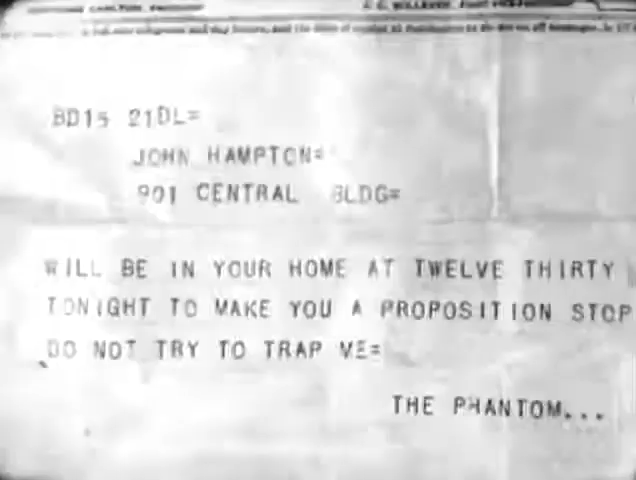 BD15 21DL=
JOHN HAMPTON=
901 CENTRAL BLDG=
WILL BE IN YOUR HOME AT TWELVE THIRTY
TONIGHT TO MAKE YOU A PROPOSITION STOP
DO NOT TRY TO TRAP ME=
THE PHANTOM...